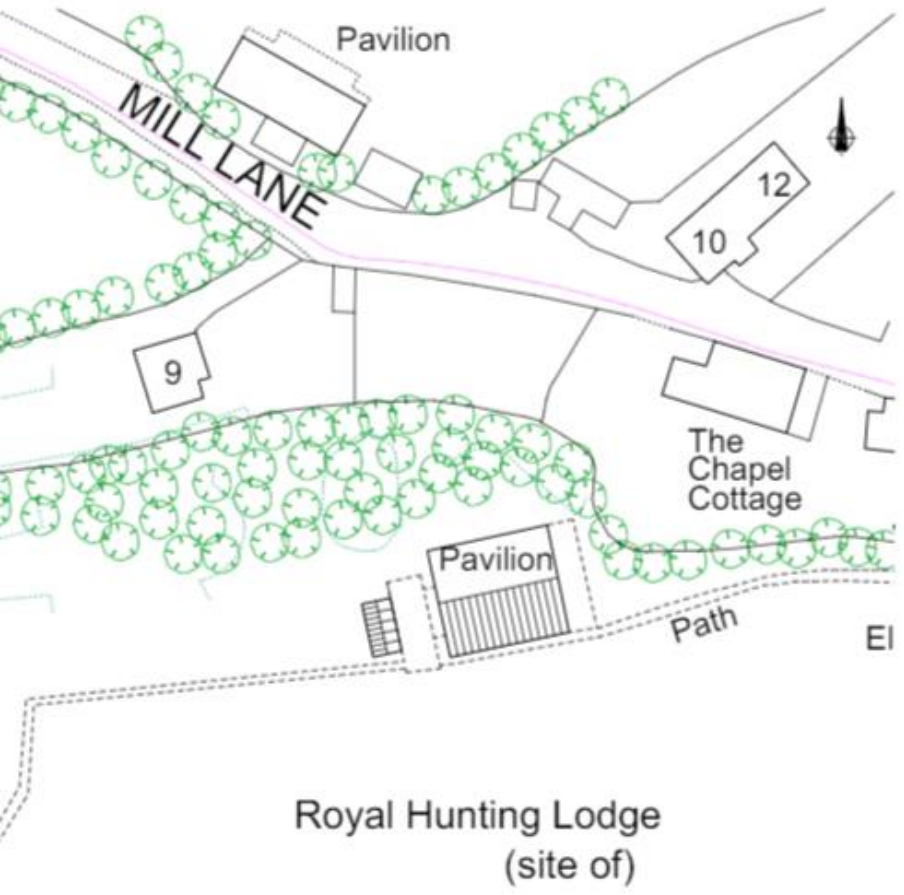 Pavilion
MILL LANE
12
10
9
The
Chapel
Cottage
Pavilion
Path
El
Royal Hunting Lodge
(site of)